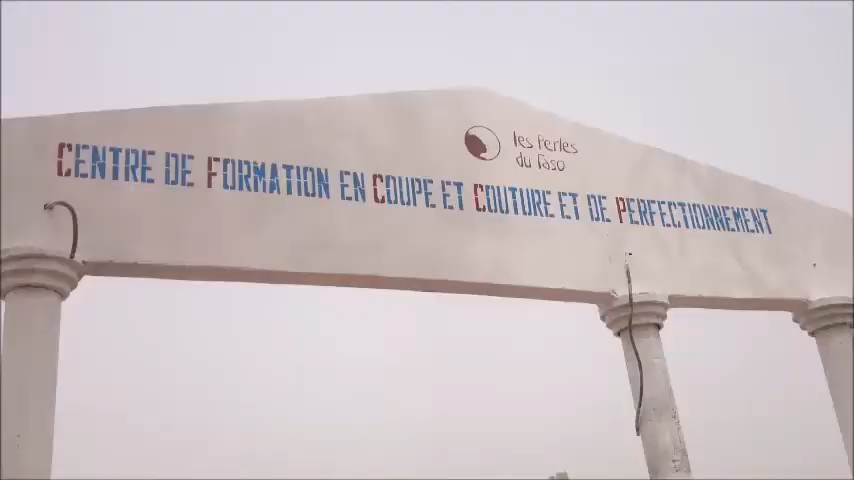 les Perles
du faso
CENTRE DE FORMATION EN COUPE ET COUTURE ET DE PERFECTIONNEMENT